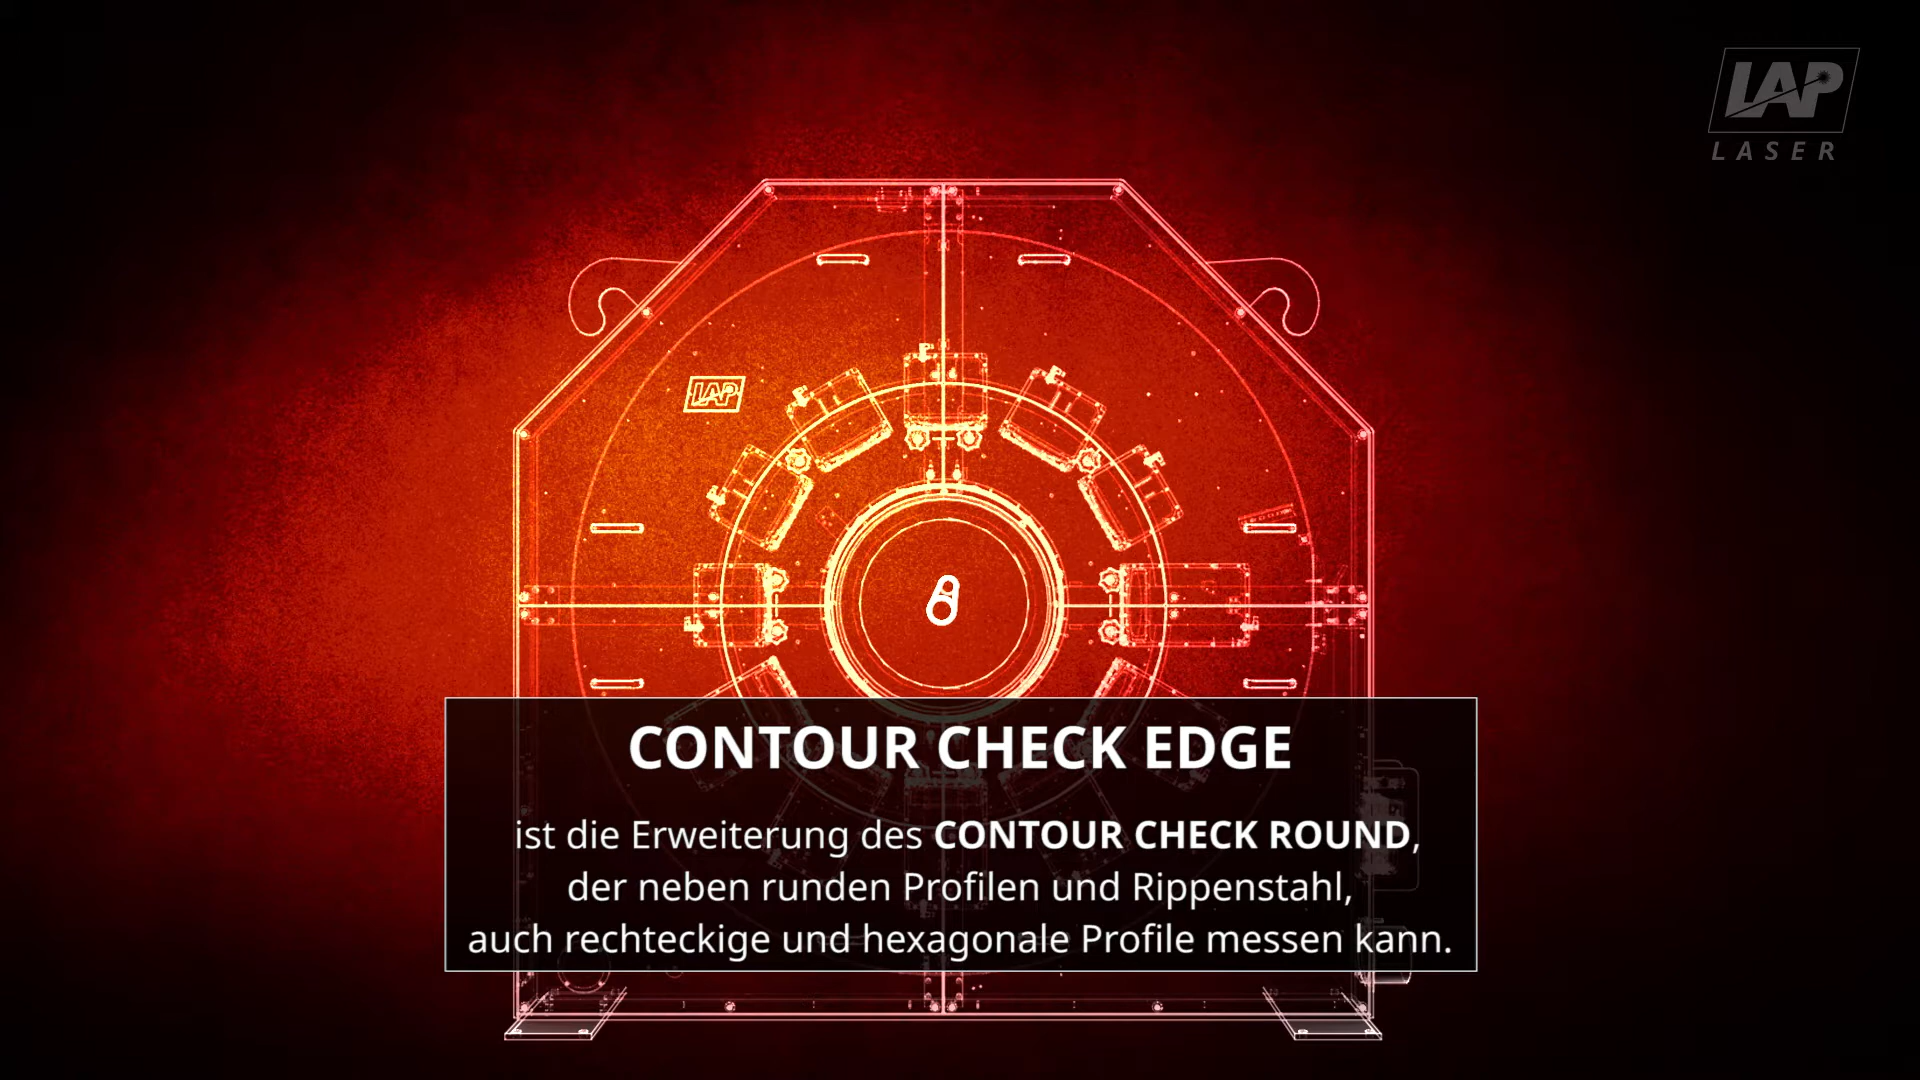 LAP
LASER
LAP
CONTOUR CHECK EDGE
ist die Erweiterung des CONTOUR CHECK ROUND,
der neben runden Profilen und Rippenstahl,
auch rechteckige und hexagonale Profile messen kann.